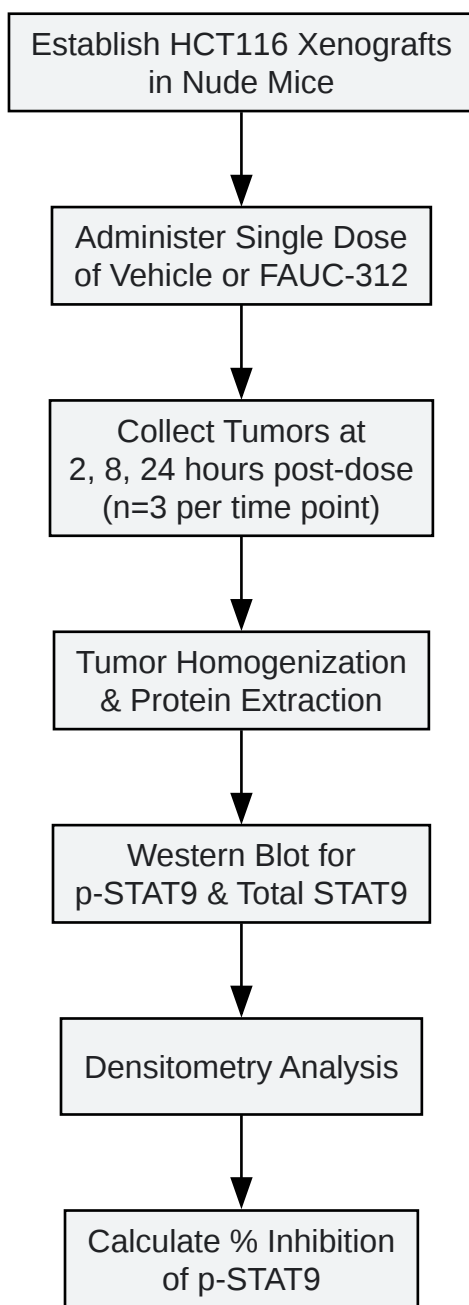 Establish HCT116 Xenografts
in Nude Mice
Administer Single Dose
of Vehicle or FAUC-312
Collect Tumors at
2, 8, 24 hours post-dose
(n=3 per time point)
Tumor Homogenization
& Protein Extraction
Western Blot for
p-STAT9 & Total STAT9
Densitometry Analysis
Calculate % Inhibition
of p-STAT9